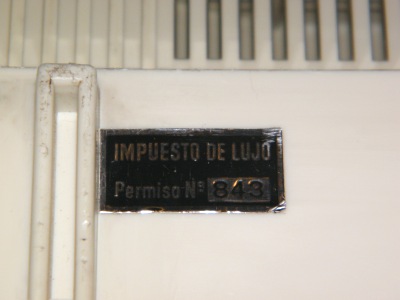 IMPUESTO DE LUJO
Permiso Nº 843